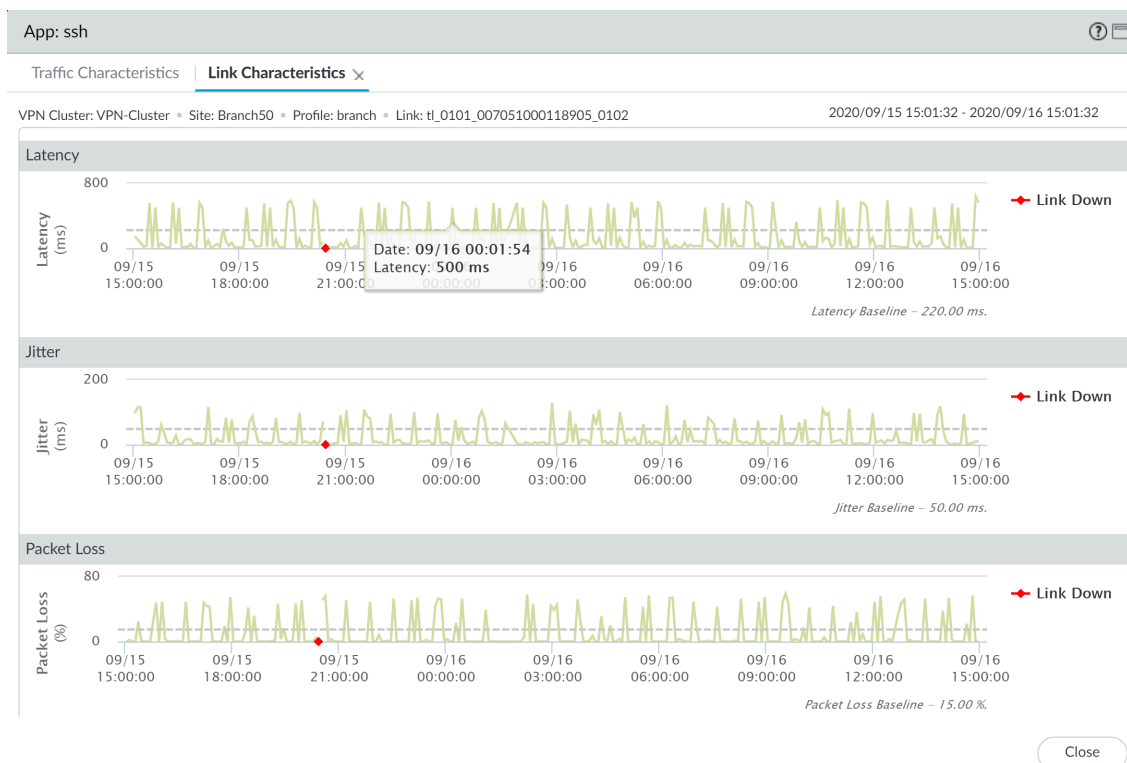 App: ssh
?
Traffic Characteristics Link Characteristics
VPN Cluster: VPN-Cluster Site: Branch50 Profile: branch Link: tl_0101_007051000118905_0102 2020/09/15 15:01:32 - 2020/09/16 15:01:32
Latency
Latency
(ms)
800
0
Link Down
Date: 09/16 00:01:54
Latency: 500 ms
09/15 09/15 09/15 09/16 09/16 09/16 09/16 09/16
15:00:00 18:00:00 21:00:00 00:00:00 03:00:00 06:00:00 09:00:00 12:00:00 15:00:00
Latency Baseline – 220.00 ms.
Jitter
Jitter
(ms)
200
0
Link Down
09/15 09/15 09/15 09/16 09/16 09/16 09/16 09/16 09/16
15:00:00 18:00:00 21:00:00 00:00:00 03:00:00 06:00:00 09:00:00 12:00:00 15:00:00
Jitter Baseline – 50.00 ms.
Packet Loss
Packet Loss
(%)
80
0
Link Down
09/15 09/15 09/15 09/16 09/16 09/16 09/16 09/16 09/16
15:00:00 18:00:00 21:00:00 00:00:00 03:00:00 06:00:00 09:00:00 12:00:00 15:00:00
Packet Loss Baseline – 15.00 %.
Close